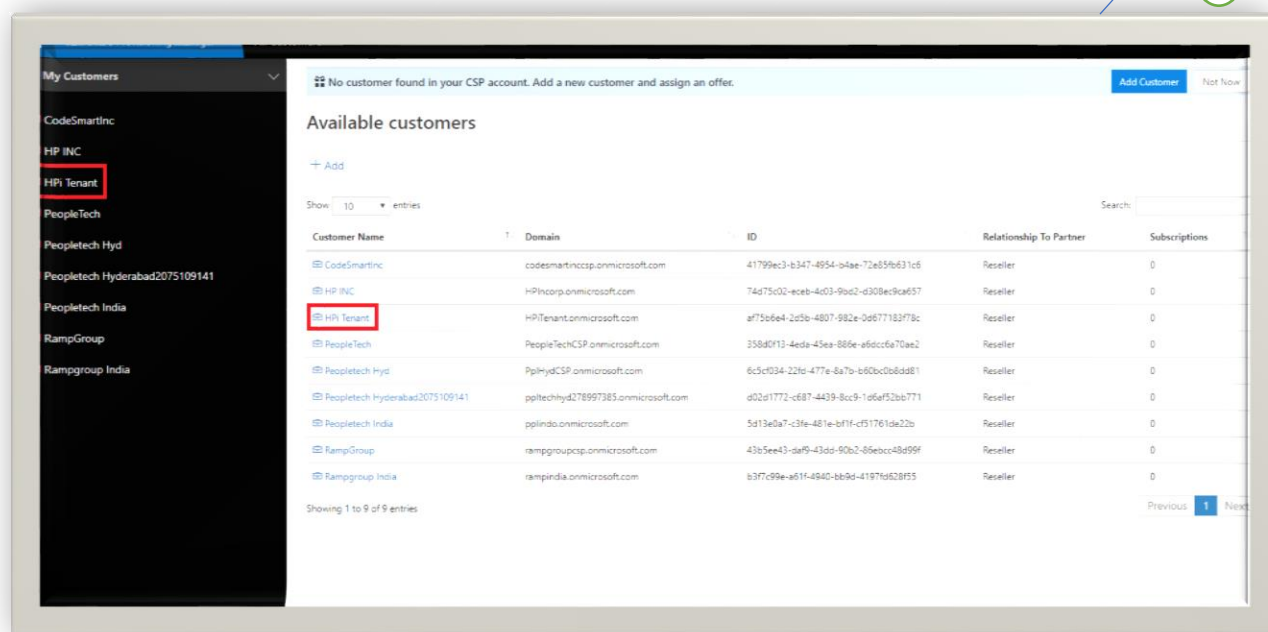 My Customers
CodeSmartInc
HP INC
HPi Tenant
PeopleTech
Peopletech Hyd
Peopletech Hyderabad2075109141
Peopletech India
RampGroup
Rampgroup India
No customer found in your CSP account. Add a new customer and assign an offer. Add Customer Not Now
Available customers
+ Add
Show 10 entries Search:
Customer Name Domain ID Relationship To Partner Subscriptions
CodeSmartInc codesmartinccsp.onmicrosoft.com 41799ec3-b347-4954-b4ae-72e85fb631c6 Reseller 0
HP INC HPIncorp.onmicrosoft.com 74d75c02-eceb-4c03-9bd2-d308ec9ca657 Reseller 0
HPi Tenant HPiTenant.onmicrosoft.com af75b6e4-2d5b-4807-982e-0d677183f78c Reseller 0
PeopleTech PeopleTechCSP.onmicrosoft.com 358d0f13-4eda-45ea-886e-a6dcc6a70ae2 Reseller 0
Peopletech Hyd PplHydCSP.onmicrosoft.com 6c5cf034-22fd-477e-8a7b-b60bc0b8dd81 Reseller 0
Peopletech Hyderabad2075109141 ppltechhyd278997385.onmicrosoft.com d02d1772-c687-4439-8cc9-1d6af52bb771 Reseller 0
Peopletech India pplindo.onmicrosoft.com 5d13e0a7-c3fe-481e-bf1f-cf51761de22b Reseller 0
RampGroup rampgroupcsp.onmicrosoft.com 43b5ee43-daf9-43dd-90b2-86ebcc48d99f Reseller 0
Rampgroup India rampindia.onmicrosoft.com b3f7c99e-a61f-4940-bb9d-4197fd628f55 Reseller 0
Showing 1 to 9 of 9 entries Previous 1 Next